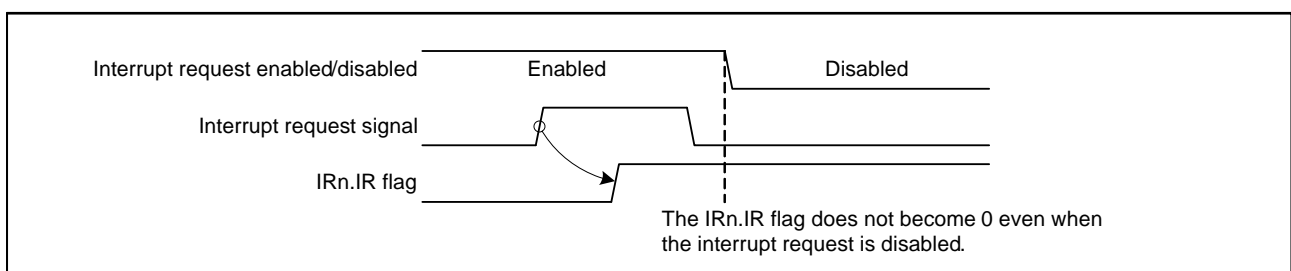 Interrupt request enabled/disabled Enabled Disabled
Interrupt request signal
IRn.IR flag
The IRn.IR flag does not become 0 even when
the interrupt request is disabled.